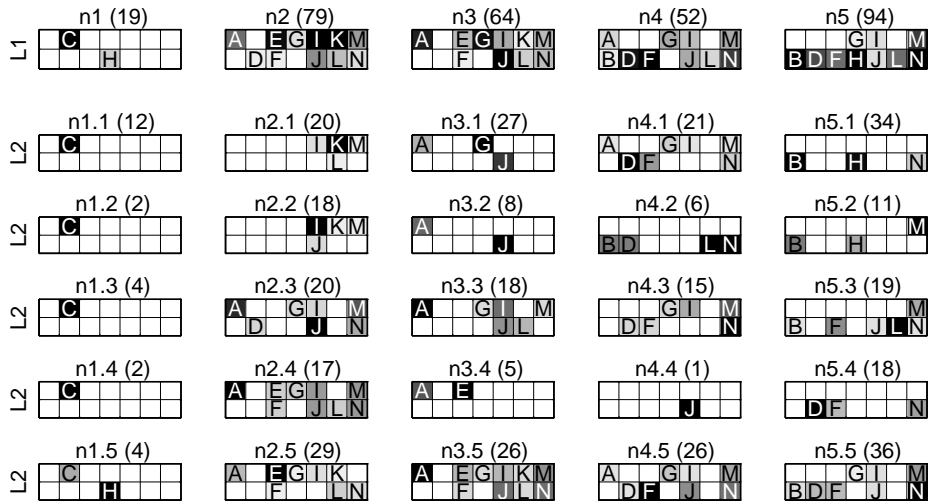 n1 (19) n2 (79) n3 (64) n4 (52) n5 (94)
L1 C A E G I K M A E G I K M A G I M G I M
H D F J L N F J L N B D F J L N B D F H J L N
n1.1 (12) n2.1 (20) n3.1 (27) n4.1 (21) n5.1 (34)
L2 C I K M A G A G I M
L J D F N B H N
n1.2 (2) n2.2 (18) n3.2 (8) n4.2 (6) n5.2 (11)
L2 C I K M A M
J J B D L N B H
n1.3 (4) n2.3 (20) n3.3 (18) n4.3 (15) n5.3 (19)
L2 C A G I M A G I M G I M M
D J N J L D F N B F J L N
n1.4 (2) n2.4 (17) n3.4 (5) n4.4 (1) n5.4 (18)
L2 C A E G I M A E
F J L N J D F N
n1.5 (4) n2.5 (29) n3.5 (26) n4.5 (26) n5.5 (36)
L2 C A E G I K A E G I K M A G I M G I M
H F L N F J L N D F J N B D F J L N